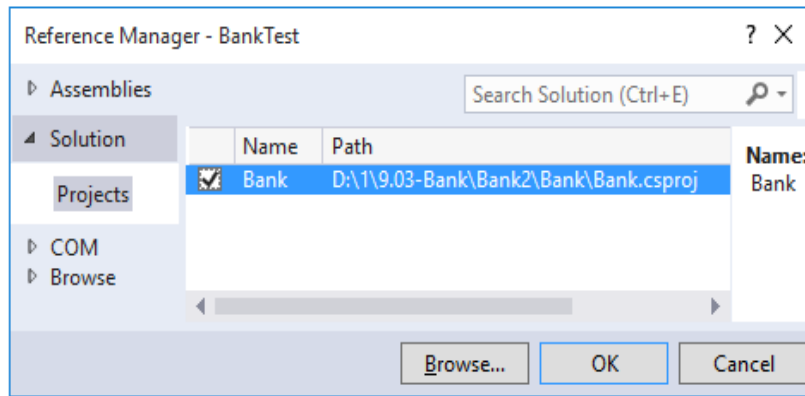 Reference Manager - BankTest
Assemblies
Search Solution (Ctrl+E)
Solution
Name Path
Name:
Bank D:\1\9.03-Bank\Bank2\Bank\Bank.csproj
Bank
Projects
COM
Browse
Browse... OK Cancel